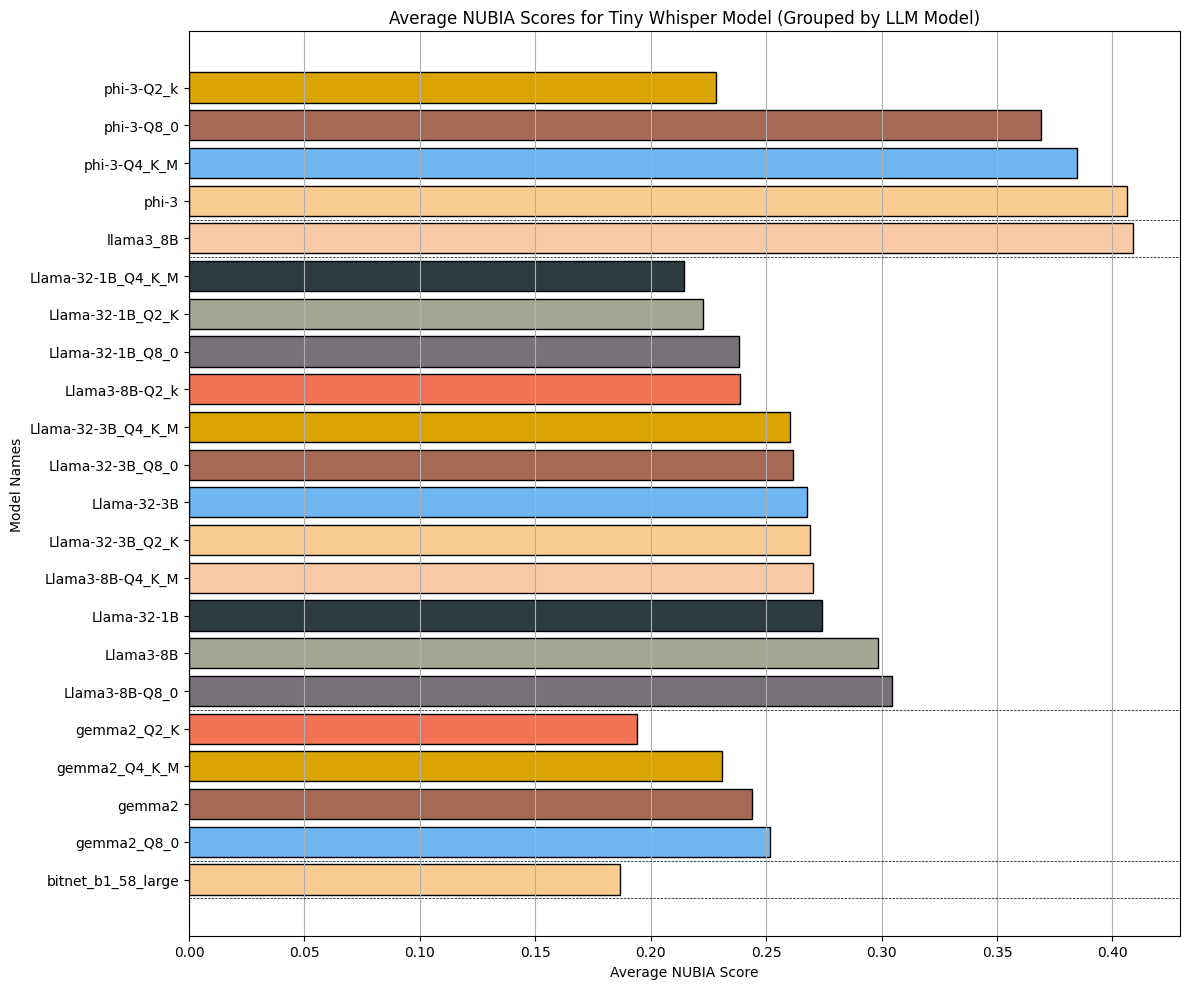 Average NUBIA Scores for Tiny Whisper Model (Grouped by LLM Model)
Model Names
phi-3-Q2_k
phi-3-Q8_0
phi-3-Q4_K_M
phi-3
llama3_8B
Llama-32-1B_Q4_K_M
Llama-32-1B_Q2_K
Llama-32-1B_Q8_0
Llama3-8B-Q2_k
Llama-32-3B_Q4_K_M
Llama-32-3B_Q8_0
Llama-32-3B
Llama-32-3B_Q2_K
Llama3-8B-Q4_K_M
Llama-32-1B
Llama3-8B
Llama3-8B-Q8_0
gemma2_Q2_K
gemma2_Q4_K_M
gemma2
gemma2_Q8_0
bitnet_b1_58_large
0.00 0.05 0.10 0.15 0.20 0.25 0.30 0.35 0.40
Average NUBIA Score